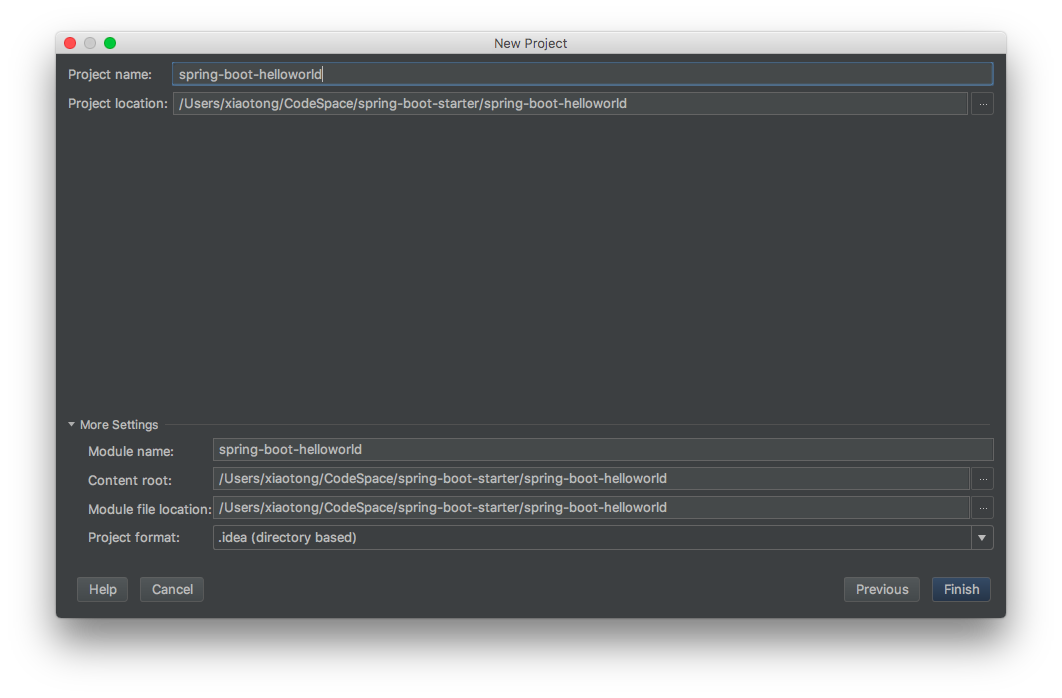 New Project
Project name: spring-boot-helloworld
Project location: /Users/xiaotong/CodeSpace/spring-boot-starter/spring-boot-helloworld ...
More Settings
Module name: spring-boot-helloworld
Content root: /Users/xiaotong/CodeSpace/spring-boot-starter/spring-boot-helloworld ...
Module file location: /Users/xiaotong/CodeSpace/spring-boot-starter/spring-boot-helloworld ...
Project format: .idea (directory based)
Help Cancel Previous Finish